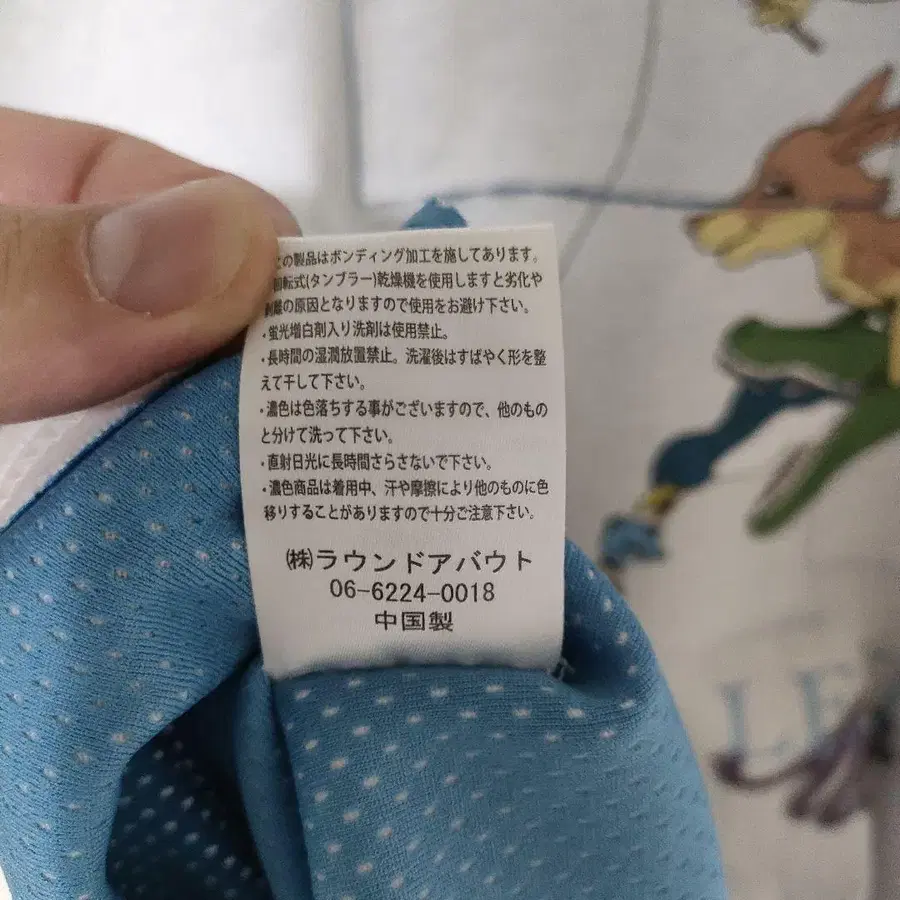 この製品はボンディング加工を施してあります。
回転式(タンブラー)乾燥機を使用しますと劣化や
剥離の原因となりますので使用をお避け下さい。
・蛍光増白剤入り洗剤は使用禁止。
・長時間の湿潤放置禁止。洗濯後はすばやく形を整
えて干して下さい。
・濃色は色落ちする事がございますので、他のもの
と分けて洗って下さい。
・直射日光に長時間さらさないで下さい。
・濃色商品は着用中、汗や摩擦により他のものに色
移りすることがありますので十分ご注意下さい。
㈱ラウンドアバウト
06-6224-0018
中国製